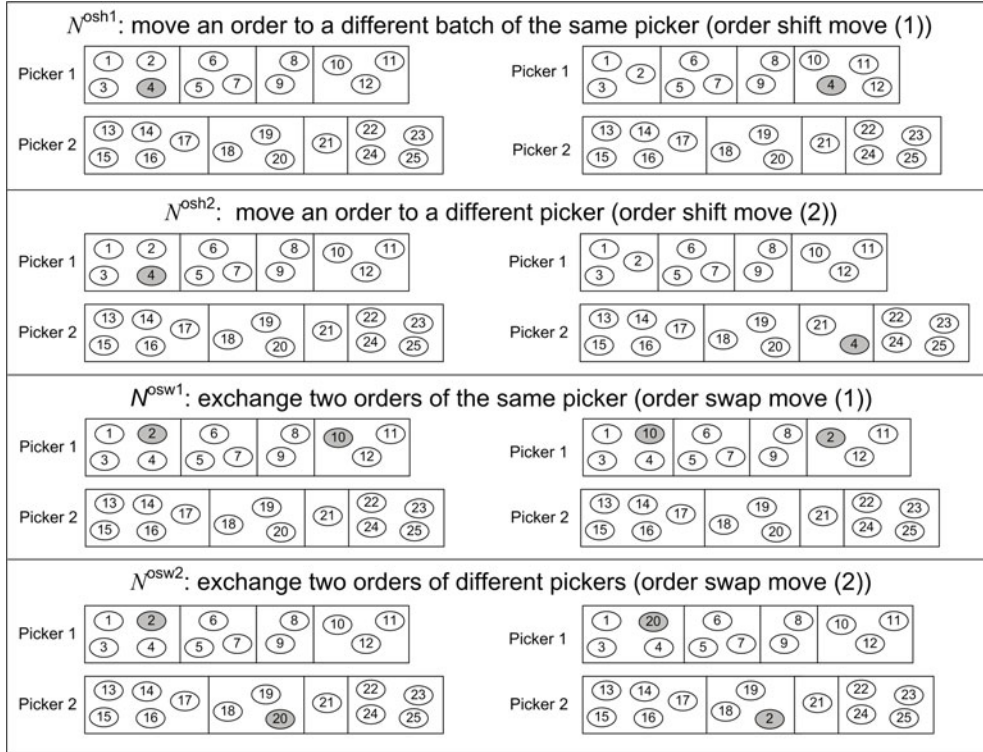 N^osh1: move an order to a different batch of the same picker (order shift move (1))
Picker 1
1 2 6 8 10 11
3 4 5 7 9 12
Picker 1
1 2 6 8 10 11
3 5 7 9 4 12
Picker 2
13 14 17 19 21 22 23
15 16 18 20 24 25
Picker 2
13 14 17 19 21 22 23
15 16 18 20 24 25
N^osh2: move an order to a different picker (order shift move (2))
Picker 1
1 2 6 8 10 11
3 4 5 7 9 12
Picker 1
1 2 6 8 10 11
3 5 7 9 12
Picker 2
13 14 17 19 21 22 23
15 16 18 20 24 25
Picker 2
13 14 17 19 21 22 23
15 16 18 20 4 24 25
N^osw1: exchange two orders of the same picker (order swap move (1))
Picker 1
1 2 6 8 10 11
3 4 5 7 9 12
Picker 1
1 10 6 8 2 11
3 4 5 7 9 12
Picker 2
13 14 17 19 21 22 23
15 16 18 20 24 25
Picker 2
13 14 17 19 21 22 23
15 16 18 20 24 25
N^osw2: exchange two orders of different pickers (order swap move (2))
Picker 1
1 2 6 8 10 11
3 4 5 7 9 12
Picker 1
1 20 6 8 10 11
3 4 5 7 9 12
Picker 2
13 14 17 19 21 22 23
15 16 18 20 24 25
Picker 2
13 14 17 19 21 22 23
15 16 18 2 24 25